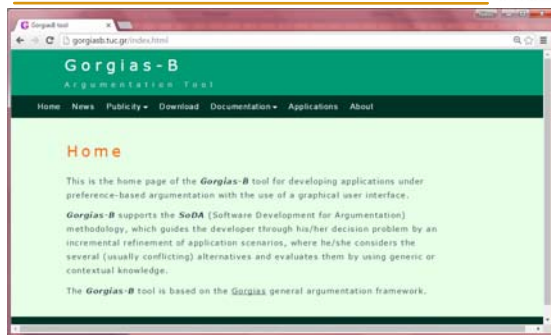 GorgiasB tool
gorgiasb.tuc.gr/index.html
Gorgias-B
Argumentation Tool
Home News Publicity Download Documentation Applications About
Home
This is the home page of the Gorgias-B tool for developing applications under
preference-based argumentation with the use of a graphical user interface.
Gorgias-B supports the SoDA (Software Development for Argumentation)
methodology, which guides the developer through his/her decision problem by an
incremental refinement of application scenarios, where he/she considers the
several (usually conflicting) alternatives and evaluates them by using generic or
contextual knowledge.
The Gorgias-B tool is based on the Gorgias general argumentation framework.